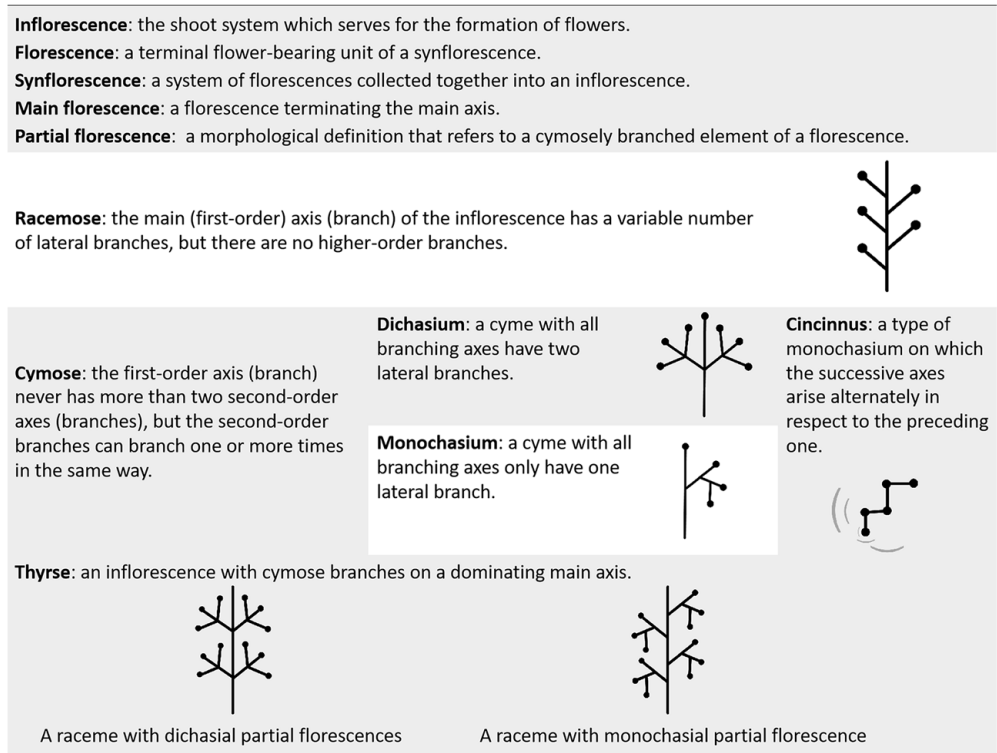 Inflorescence: the shoot system which serves for the formation of flowers.
Florescence: a terminal flower-bearing unit of a synflorescence.
Synflorescence: a system of florescences collected together into an inflorescence.
Main florescence: a florescence terminating the main axis.
Partial florescence: a morphological definition that refers to a cymosely branched element of a florescence.
Racemose: the main (first-order) axis (branch) of the inflorescence has a variable number
of lateral branches, but there are no higher-order branches.
Cymose: the first-order axis (branch)
never has more than two second-order
axes (branches), but the second-order
branches can branch one or more times
in the same way.
Dichasium: a cyme with all
branching axes have two
lateral branches.
Monochasium: a cyme with all
branching axes only have one
lateral branch.
Cincinnus: a type of
monochasium on which
the successive axes
arise alternately in
respect to the preceding
one.
Thyrse: an inflorescence with cymose branches on a dominating main axis.
A raceme with dichasial partial florescences
A raceme with monochasial partial florescence